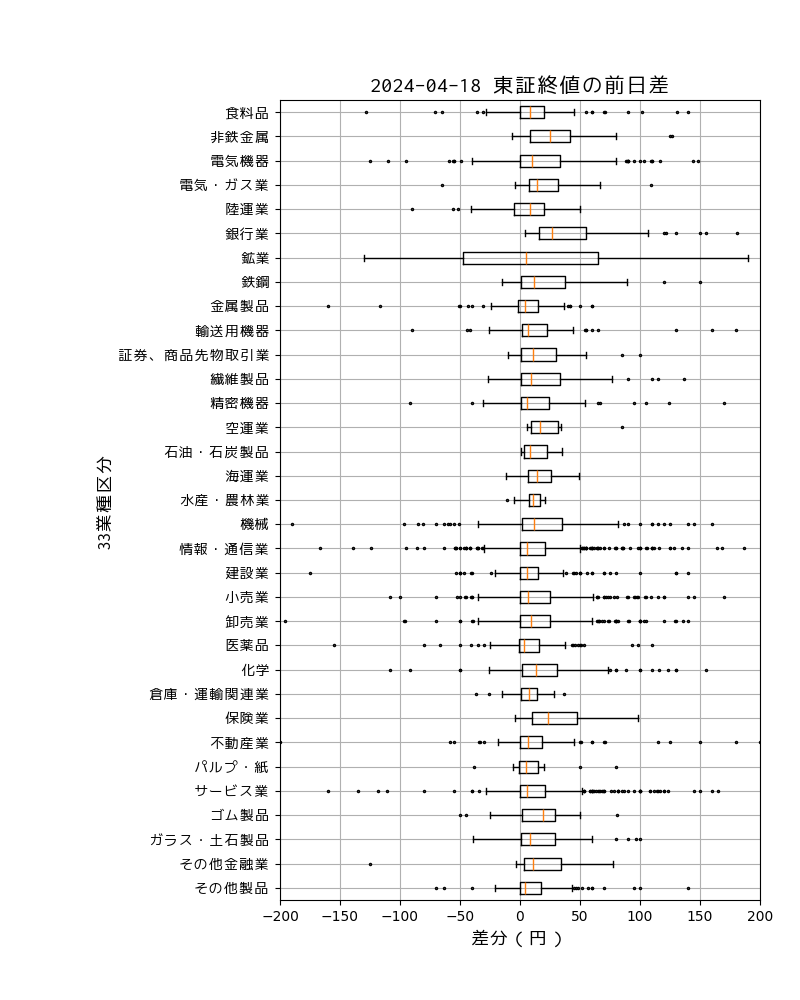 2024-04-18 東証終値の前日差
食料品
非鉄金属
電気機器
電気・ガス業
陸運業
銀行業
鉱業
鉄鋼
金属製品
輸送用機器
証券、商品先物取引業
繊維製品
精密機器
空運業
石油・石炭製品
海運業
水産・農林業
機械
情報・通信業
建設業
小売業
卸売業
医薬品
化学
倉庫・運輸関連業
保険業
不動産業
パルプ・紙
サービス業
ゴム製品
ガラス・土石製品
その他金融業
その他製品
33業種区分
−200 −150 −100 −50 0 50 100 150 200
差分（円）